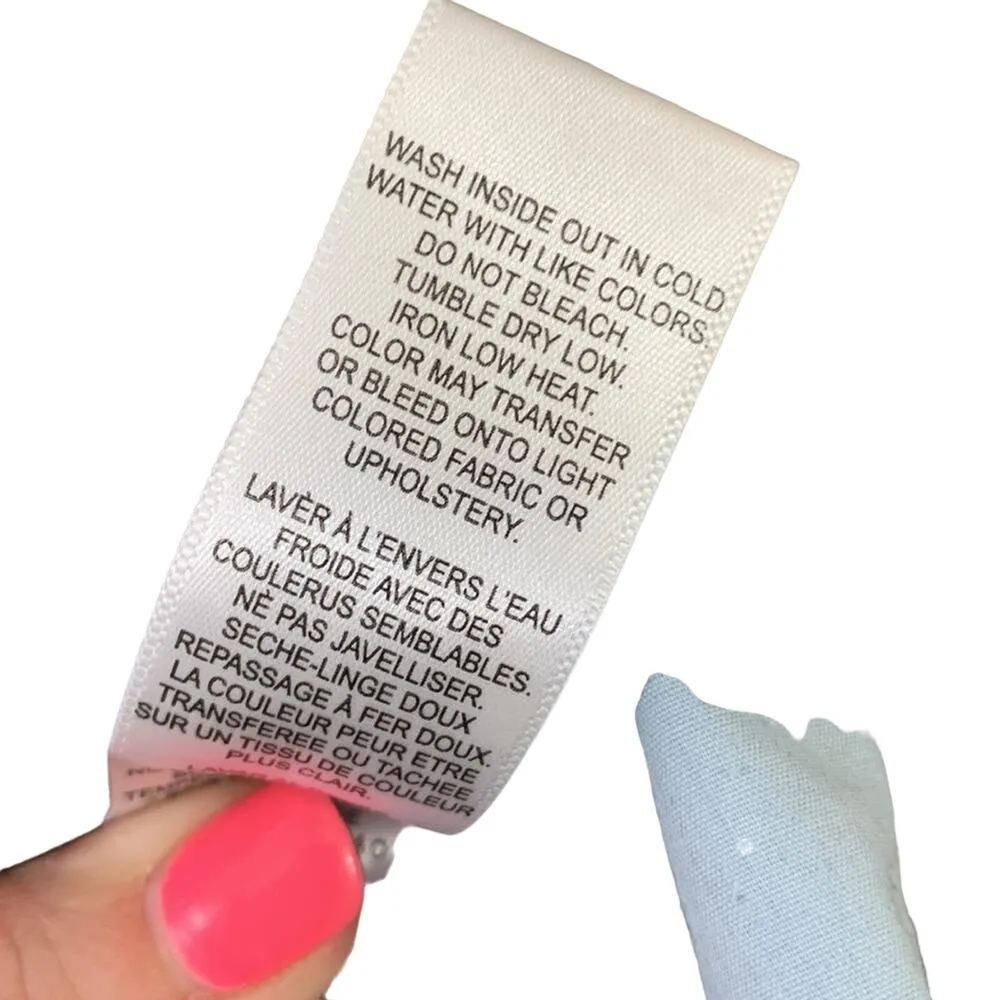 WASH INSIDE OUT IN COLD
WATER WITH LIKE COLORS.
DO NOT BLEACH.
TUMBLE DRY LOW.
IRON LOW HEAT.
COLOR MAY TRANSFER
OR BLEED ONTO LIGHT
COLORED FABRIC OR
UPHOLSTERY.
LAVÈR À L'ENVERS L'EAU
FROIDE AVEC DES
COULERUS SEMBLABLES.
NÈ PAS JAVELLISER.
SECHE-LINGE DOUX
REPASSAGE À FER DOUX.
LA COULEUR PEUR ETRE
TRANSFEREE OU TACHEE
SUR UN TISSU DE COULEUR
PLUS CLAIR.